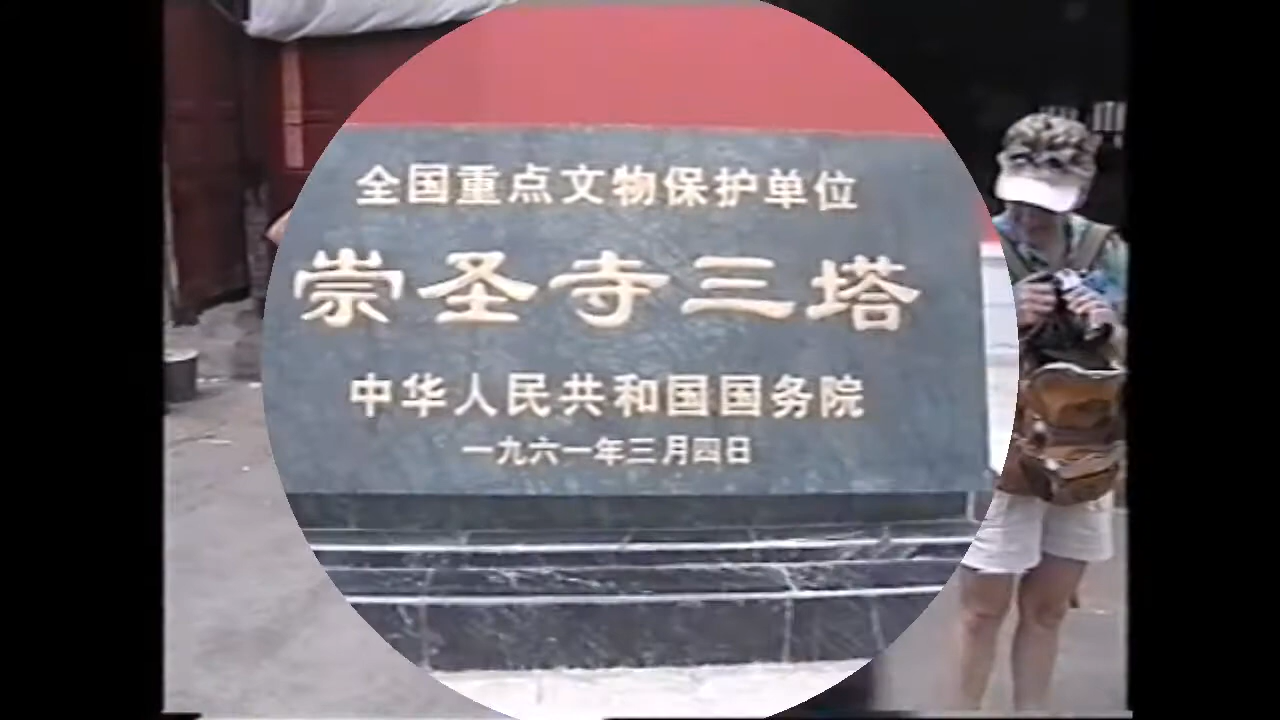 全国重点文物保护单位
崇圣寺三塔
中华人民共和国国务院
一九六一年三月四日